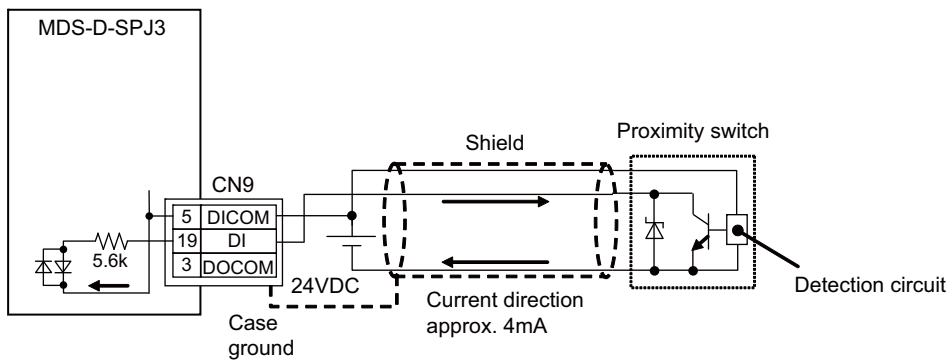 MDS-D-SPJ3
Proximity switch
Shield
CN9
5 DICOM
19 DI
3 DOCOM
5.6k
24VDC
Current direction
approx. 4mA
Case
ground
Detection circuit